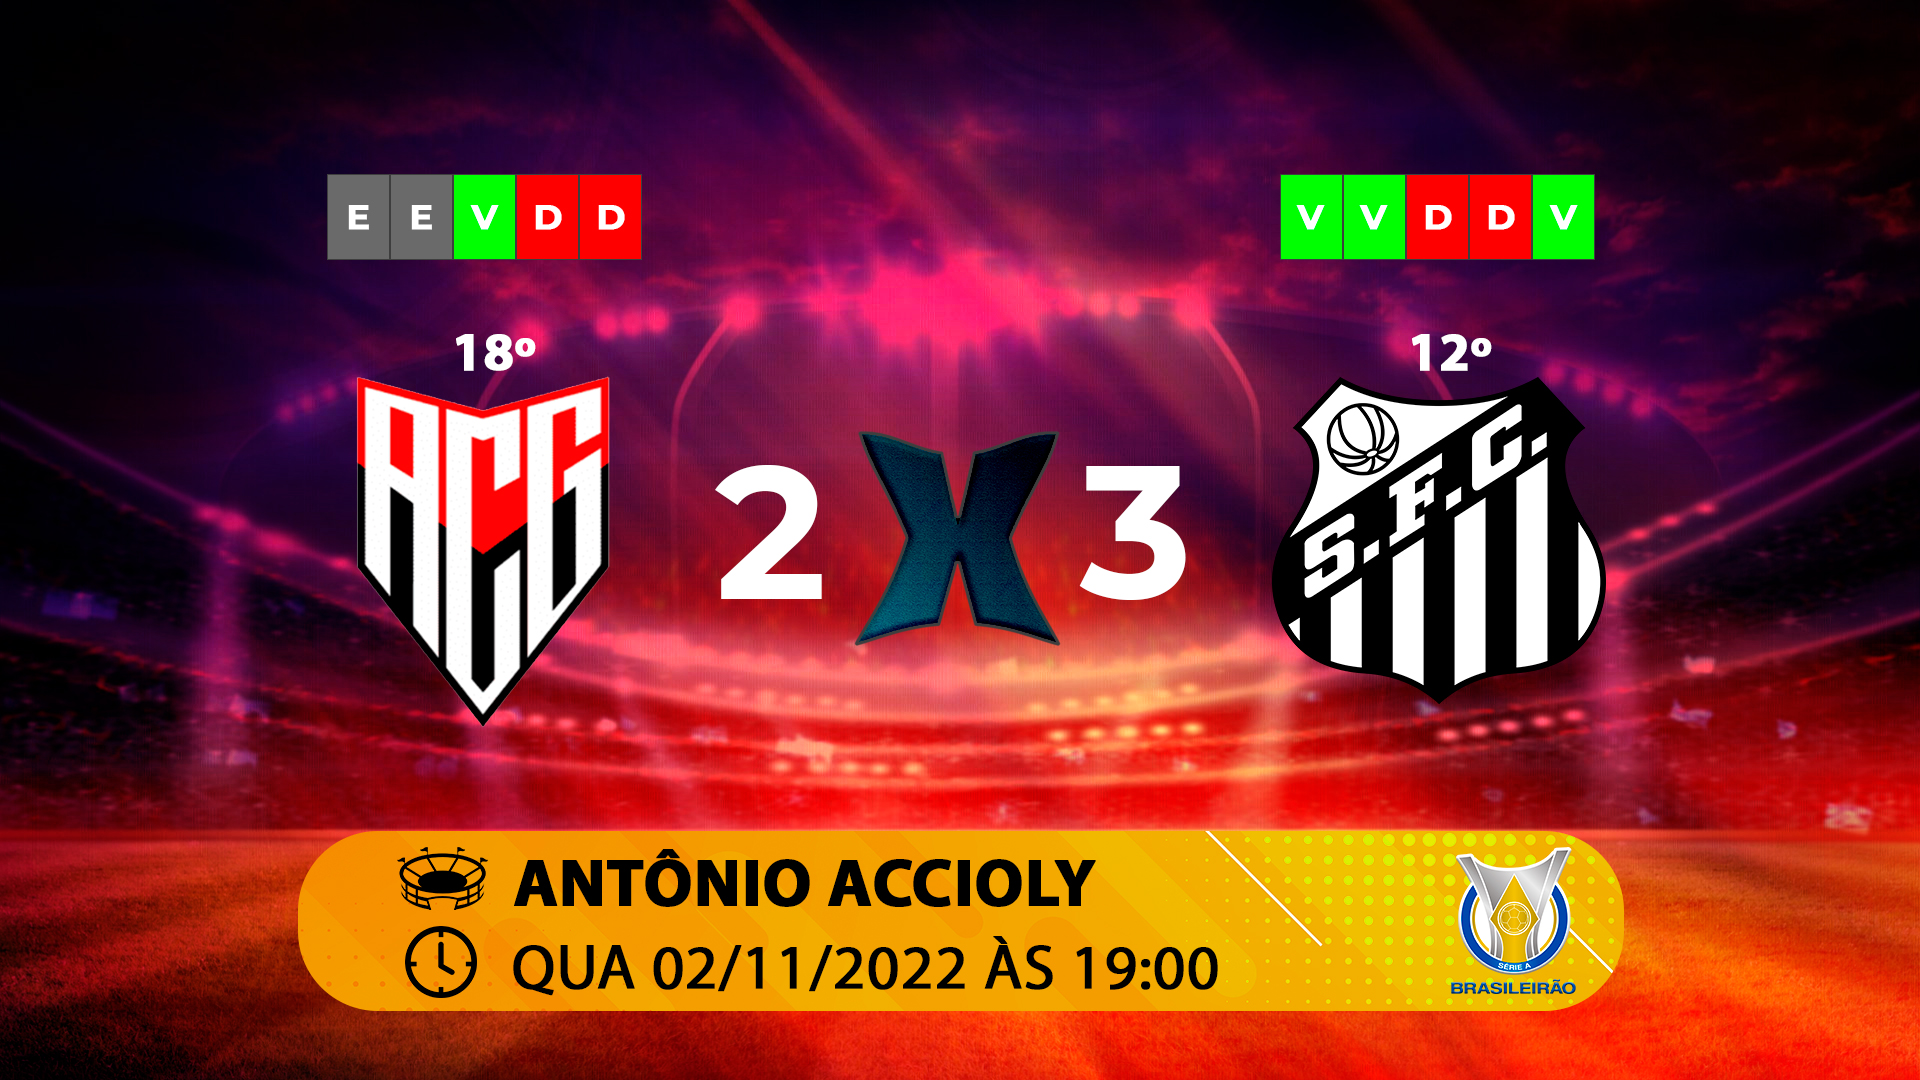 E E V D D
V V D D V
18º
12º
ACG
S.F.C.
2 X 3
ANTÔNIO ACCIOLY
QUA 02/11/2022 ÀS 19:00
SÉRIE A
BRASILEIRÃO